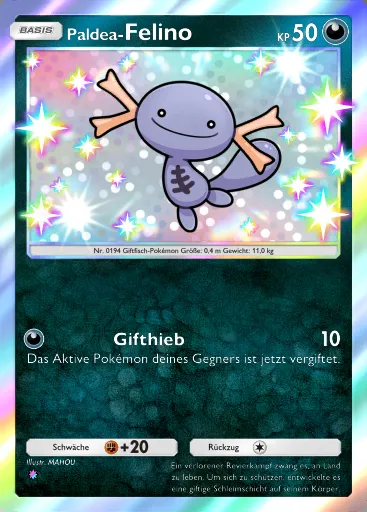 BASIS Paldea-Felino KP 50
Nr. 0194 Giftfisch-Pokémon Größe: 0,4 m Gewicht: 11,0 kg
Gifthieb 10
Das Aktive Pokémon deines Gegners ist jetzt vergiftet.
Schwäche +20 Rückzug
Illustr. MAHOU
Ein verlorener Revierkampf zwang es, an Land
zu leben. Um sich zu schützen, entwickelte es
eine giftige Schleimschicht auf seinem Körper.